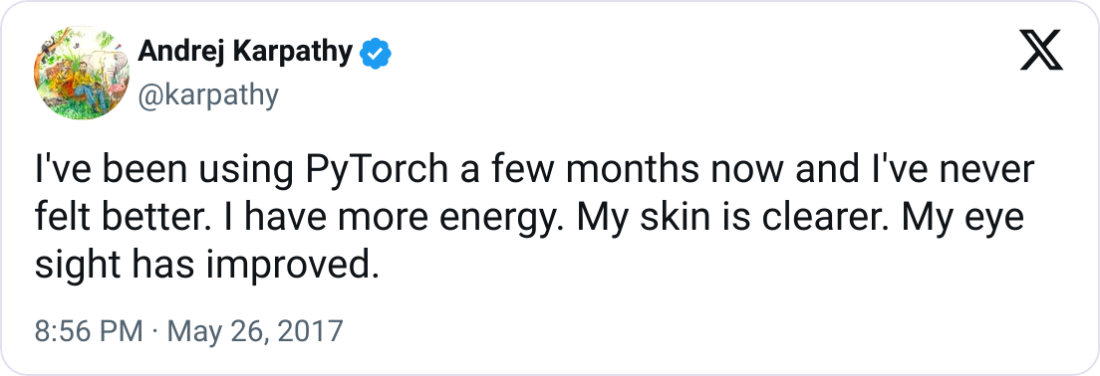 Andrej Karpathy
@karpathy
I've been using PyTorch a few months now and I've never
felt better. I have more energy. My skin is clearer. My eye
sight has improved.
8:56 PM · May 26, 2017